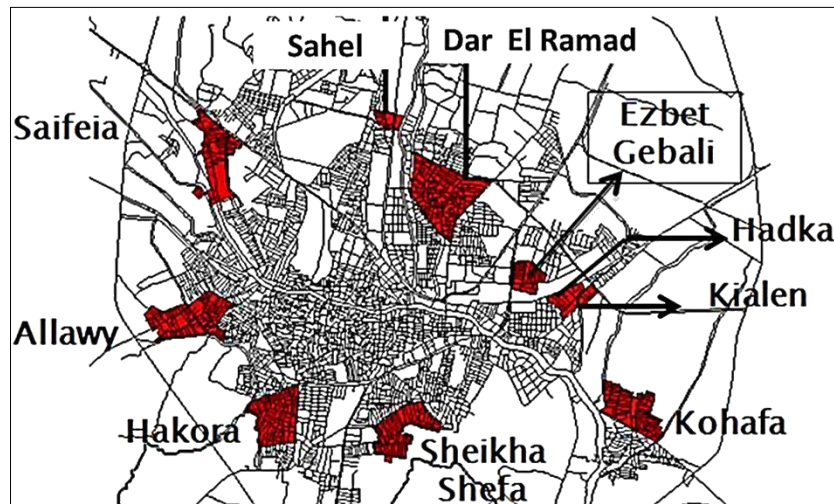 Sahel
Dar El Ramad
Saifeia
Ezbet
Gebali
Hadka
Kialen
Allawy
Hakora
Sheikha
Shefa
Kohafa